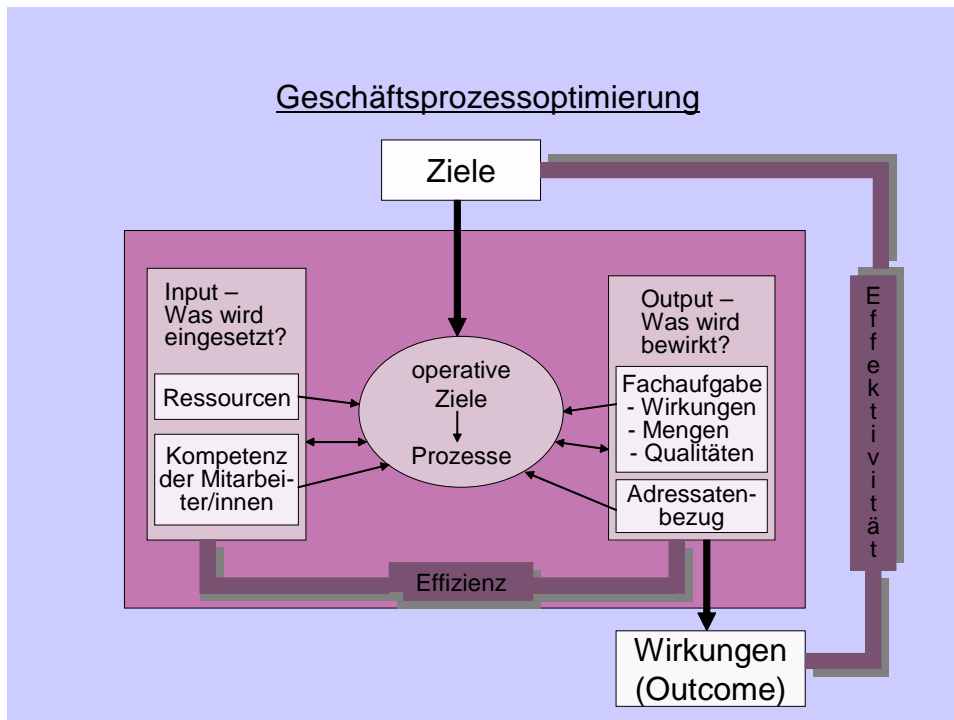 Geschäftsprozessoptimierung
Ziele
Input –
Was wird
eingesetzt?
Ressourcen
Kompetenz
der Mitarbei-
ter/innen
operative
Ziele
Prozesse
Output –
Was wird
bewirkt?
Fachaufgabe
- Wirkungen
- Mengen
- Qualitäten
Adressaten-
bezug
Effizienz
Effektivität
Wirkungen
(Outcome)